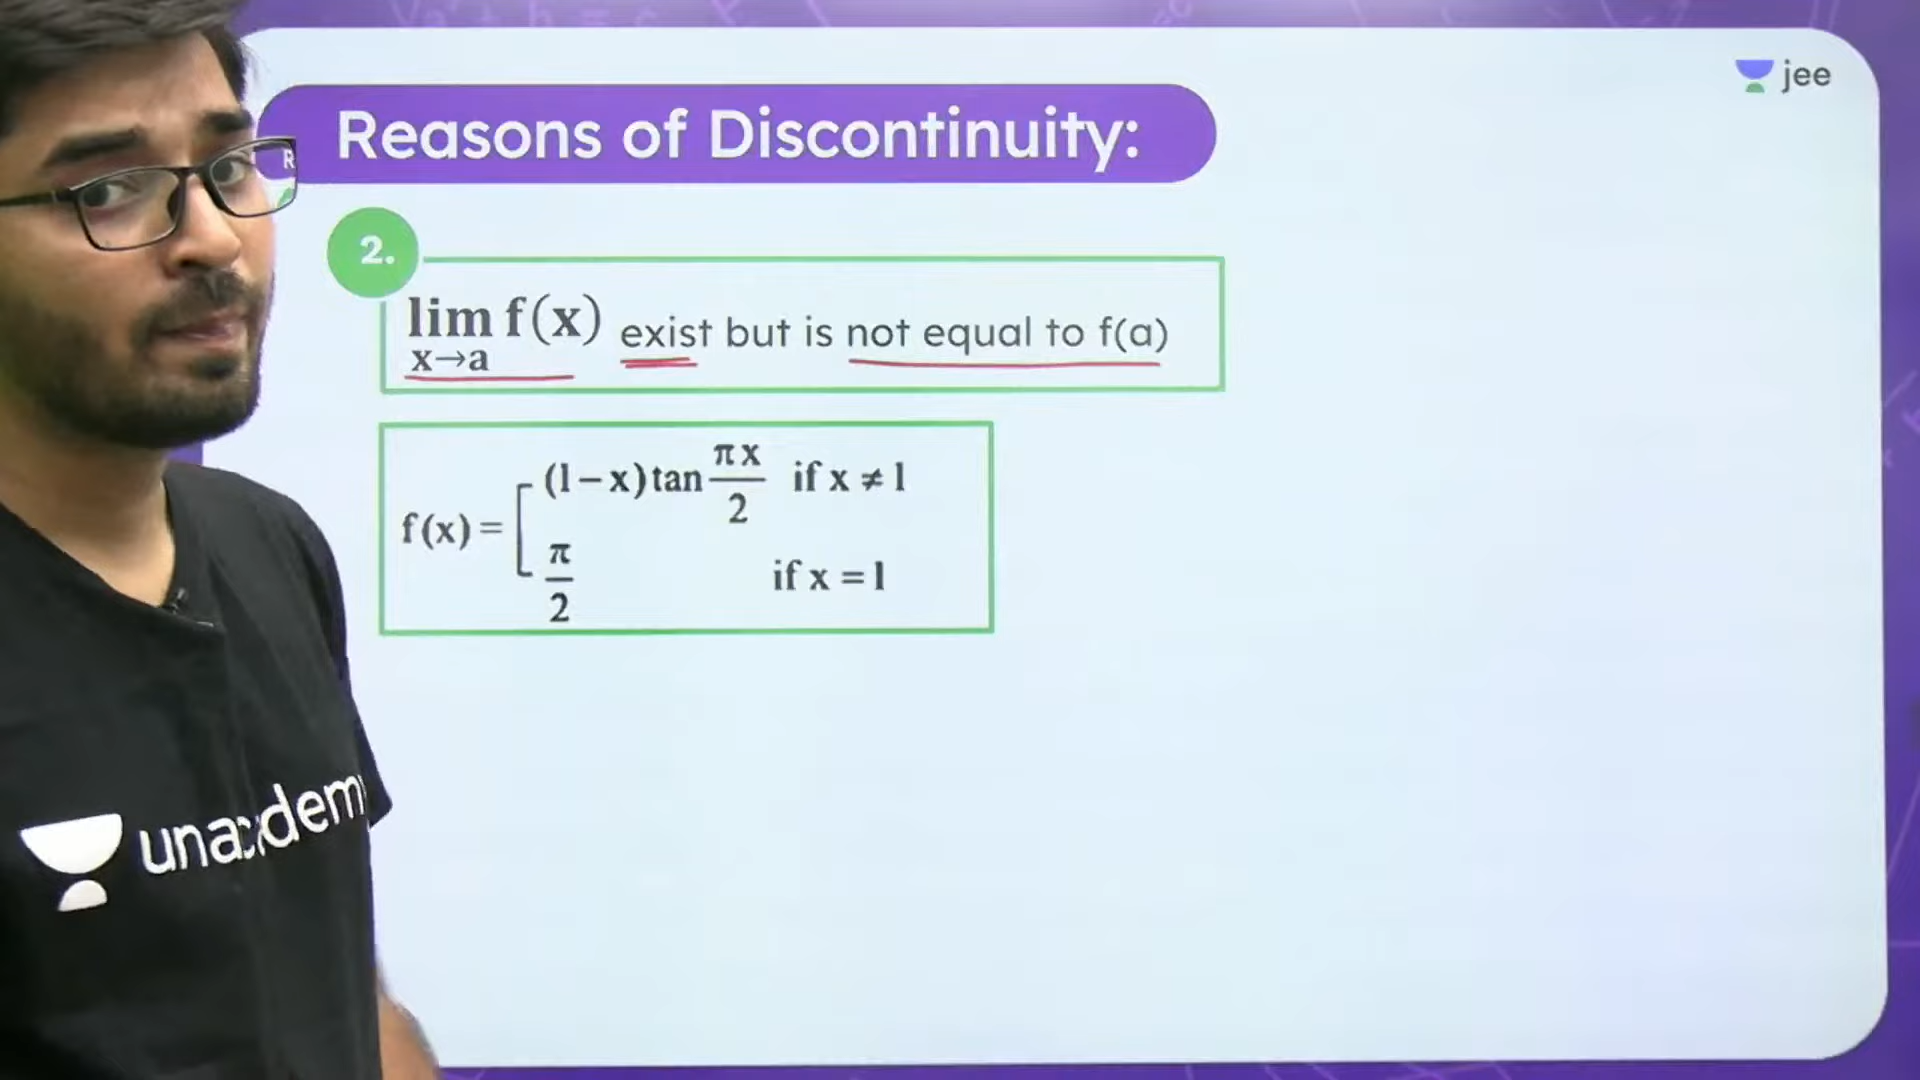 jee
Reasons of Discontinuity:
2.
lim f(x) exist but is not equal to f(a)
x→a
f(x) = [ (1−x) tan πx/2 if x ≠ 1
π/2 if x = 1
unacademy